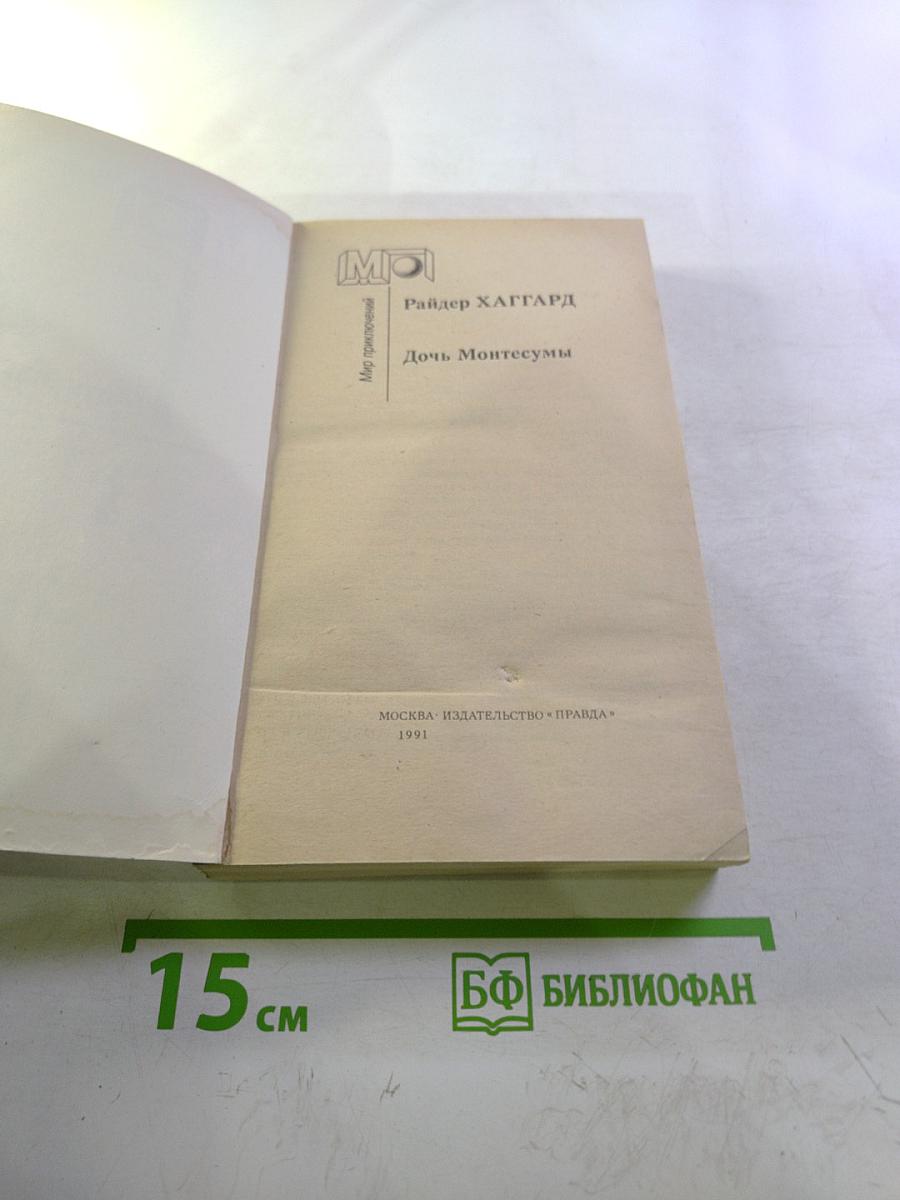 МП
Мир приключений
Райдер ХАГГАРД
Дочь Монтесумы
МОСКВА· ИЗДАТЕЛЬСТВО «ПРАВДА»
1991
15 см
БФ БИБЛИОФАН